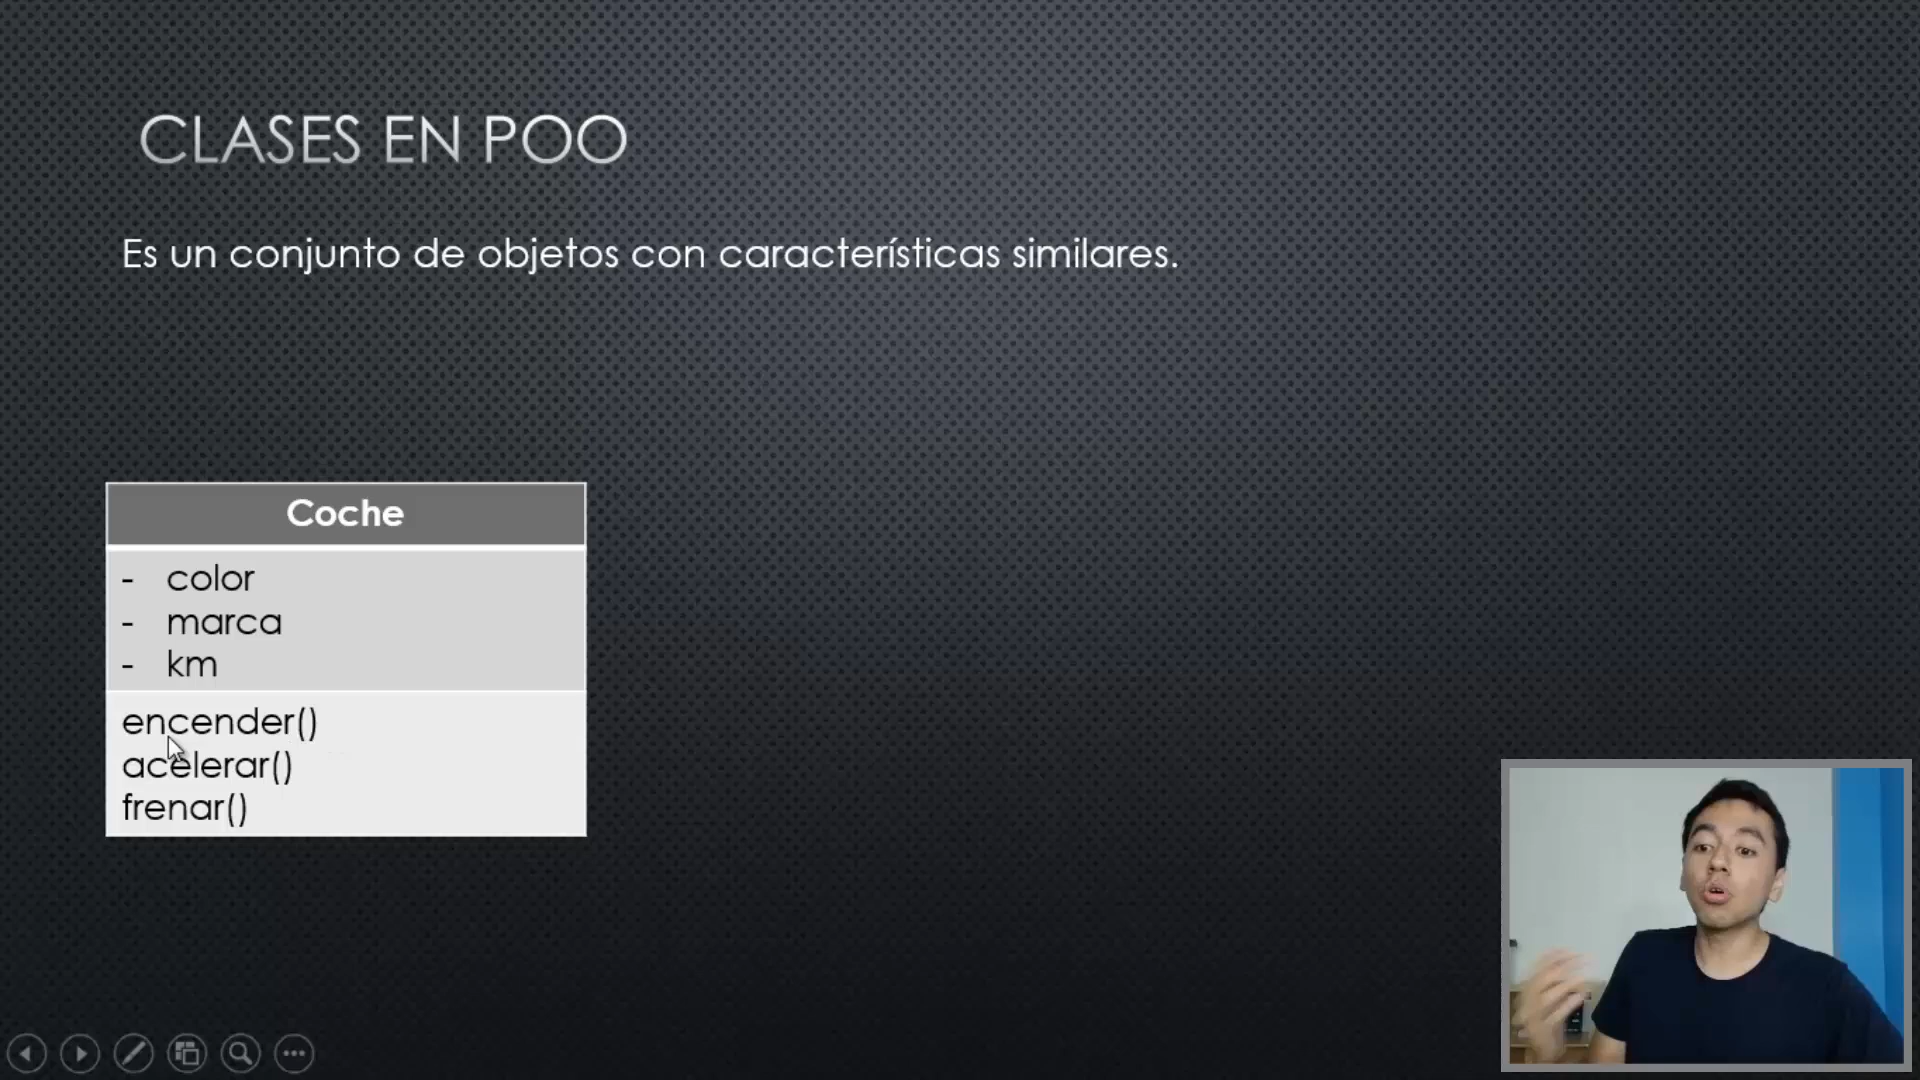 CLASES EN POO
Es un conjunto de objetos con características similares.
Coche
- color
- marca
- km
encender()
acelerar()
frenar()